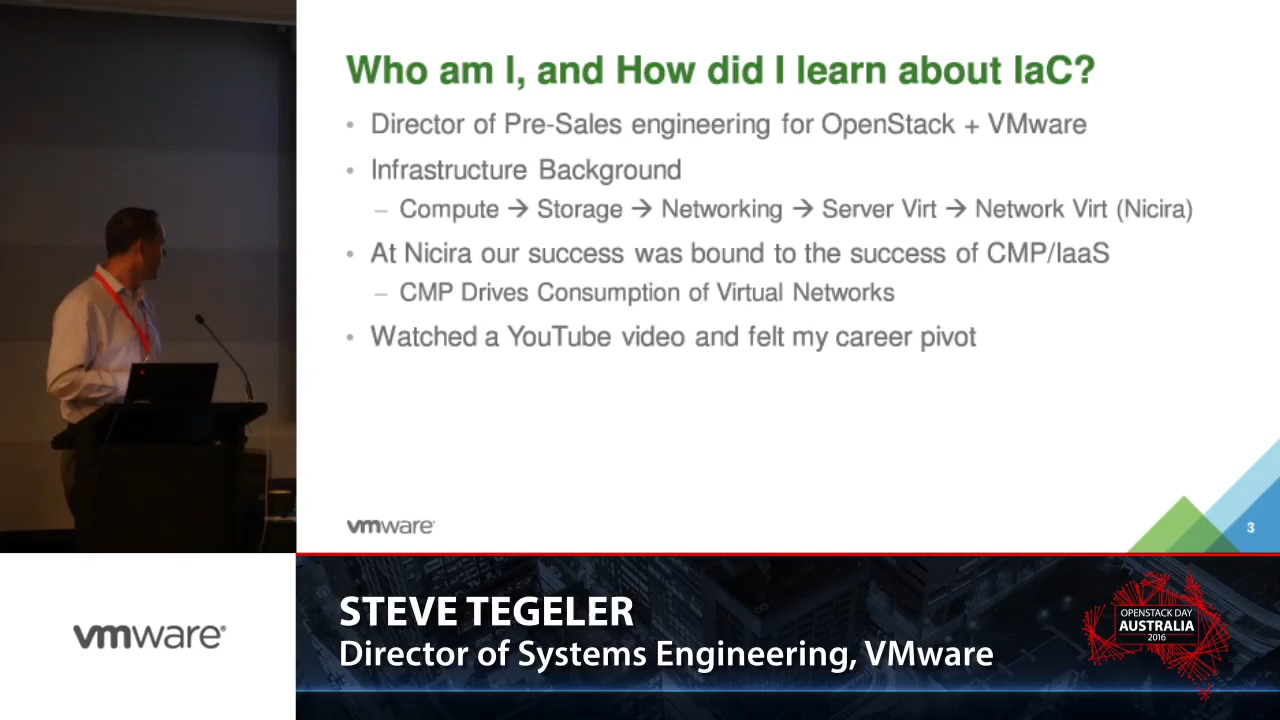 Who am I, and How did I learn about IaC?
• Director of Pre-Sales engineering for OpenStack + VMware
• Infrastructure Background
– Compute → Storage → Networking → Server Virt → Network Virt (Nicira)
• At Nicira our success was bound to the success of CMP/IaaS
– CMP Drives Consumption of Virtual Networks
• Watched a YouTube video and felt my career pivot
vmware
3
vmware®
STEVE TEGELER
Director of Systems Engineering, VMware
OPENSTACK DAY
AUSTRALIA
2016